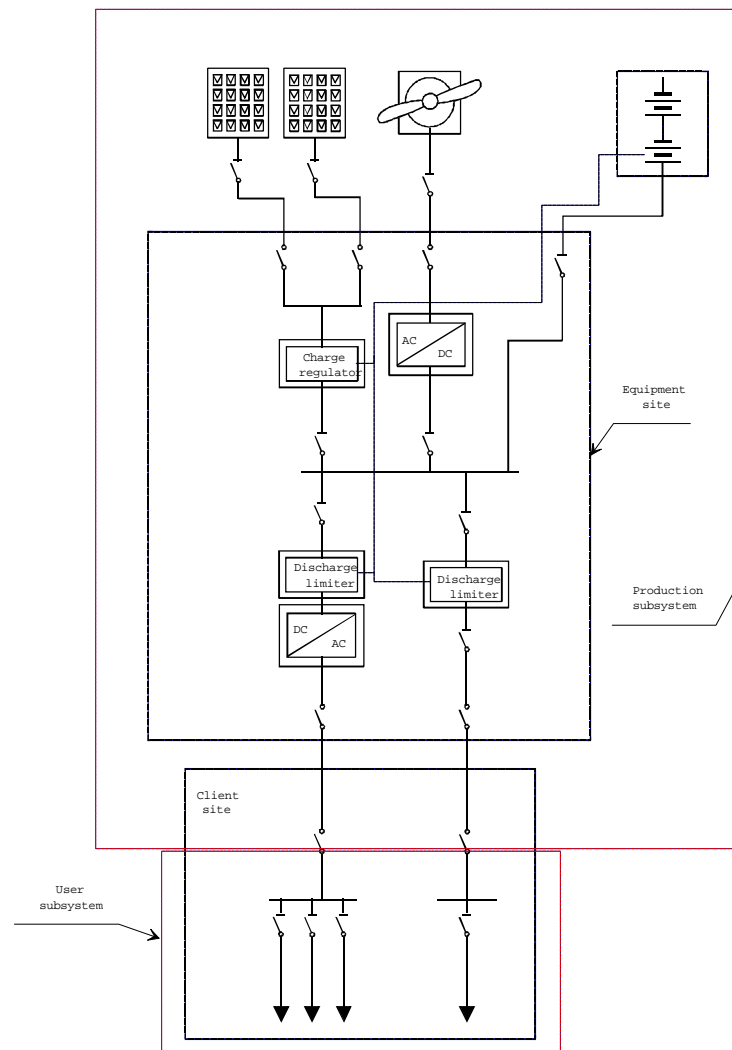 AC
DC
Charge
regulator
Equipment
site
Discharge
limiter
Discharge
limiter
Production
subsystem
DC
AC
Client
site
User
subsystem